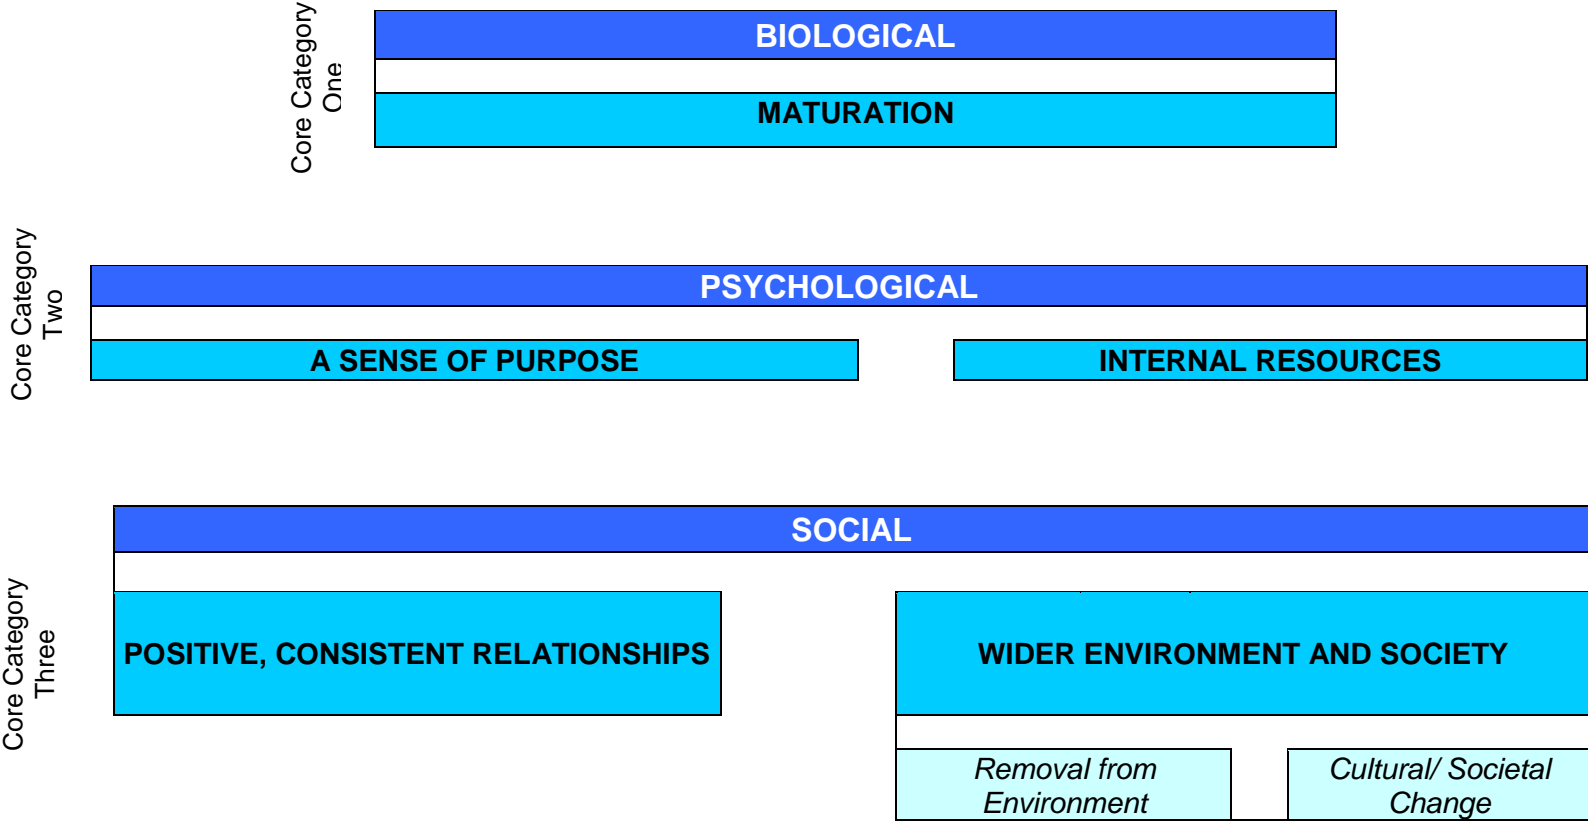 Core Category
One
BIOLOGICAL
MATURATION
Core Category
Two
PSYCHOLOGICAL
A SENSE OF PURPOSE
INTERNAL RESOURCES
Core Category
Three
SOCIAL
POSITIVE, CONSISTENT RELATIONSHIPS
WIDER ENVIRONMENT AND SOCIETY
Removal from
Environment
Cultural/ Societal
Change